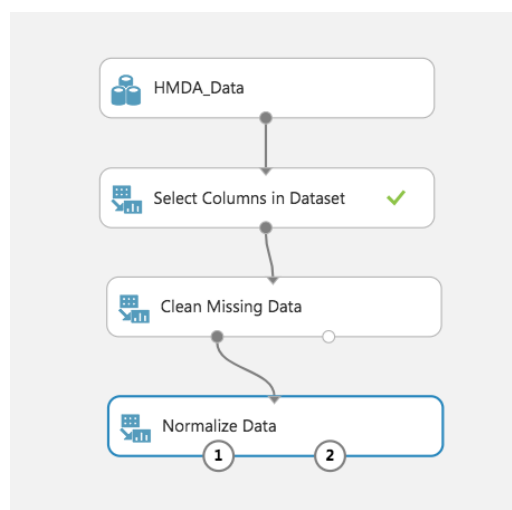 HMDA_Data
Select Columns in Dataset
Clean Missing Data
Normalize Data
1 2